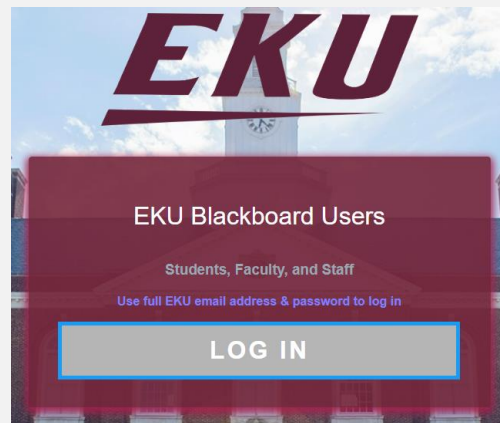 EKU
EKU Blackboard Users
Students, Faculty, and Staff
Use full EKU email address & password to log in
LOG IN